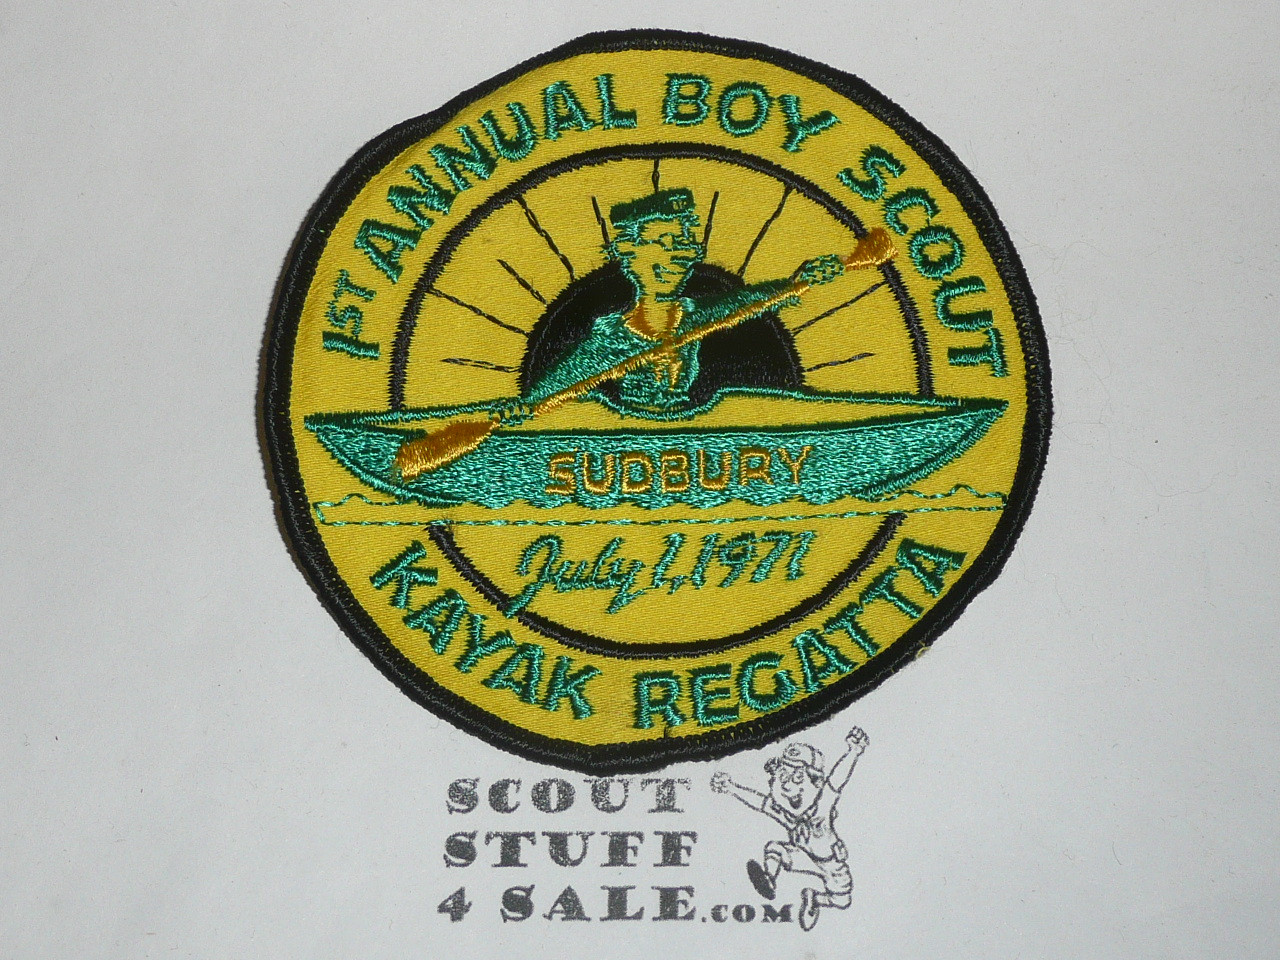 1ST ANNUAL BOY SCOUT
SUDBURY
July 1, 1971
KAYAK REGATTA
SCOUT
STUFF
4 SALE.COM